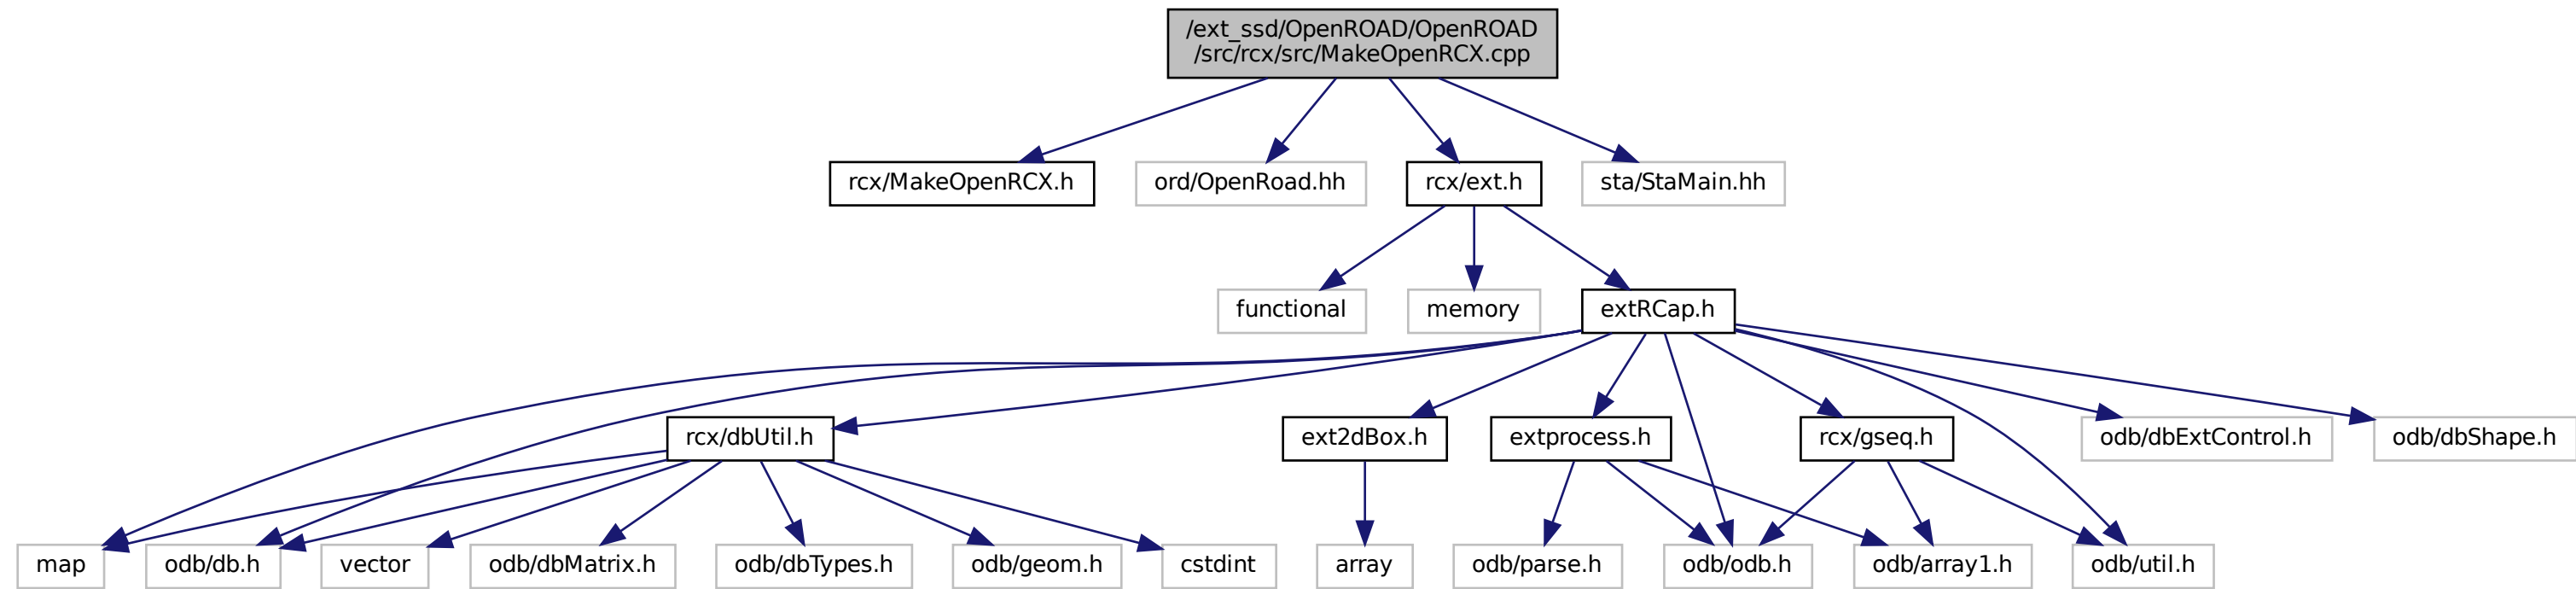 /ext_ssd/OpenROAD/OpenROAD
/src/rcx/src/MakeOpenRCX.cpp
rcx/MakeOpenRCX.h
ord/OpenRoad.hh
rcx/ext.h
sta/StaMain.hh
functional
memory
extRCap.h
rcx/dbUtil.h
ext2dBox.h
extprocess.h
rcx/gseq.h
odb/dbExtControl.h
odb/dbShape.h
map
odb/db.h
vector
odb/dbMatrix.h
odb/dbTypes.h
odb/geom.h
cstdint
array
odb/parse.h
odb/odb.h
odb/array1.h
odb/util.h